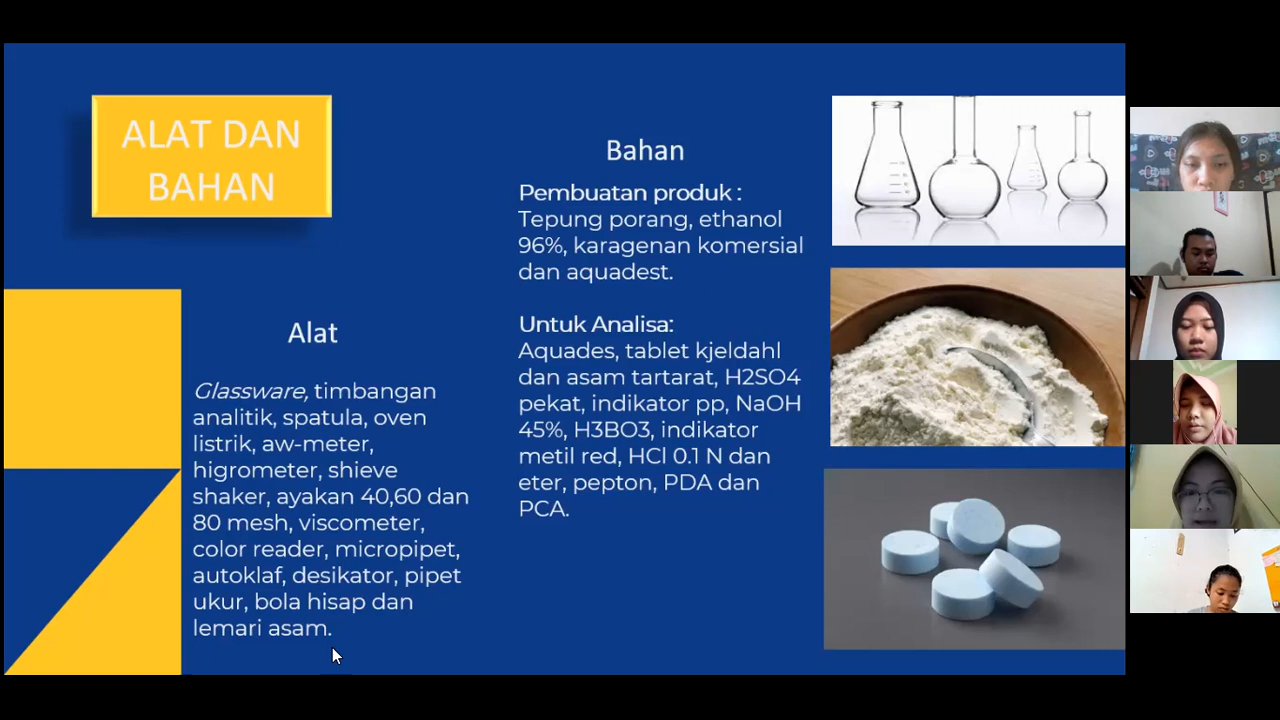 ALAT DAN
BAHAN
Alat
Glassware, timbangan
analitik, spatula, oven
listrik, aw-meter,
higrometer, shieve
shaker, ayakan 40,60 dan
80 mesh, viscometer,
color reader, micropipet,
autoklaf, desikator, pipet
ukur, bola hisap dan
lemari asam.
Bahan
Pembuatan produk :
Tepung porang, ethanol
96%, karagenan komersial
dan aquadest.
Untuk Analisa:
Aquades, tablet kjeldahl
dan asam tartarat, H2SO4
pekat, indikator pp, NaOH
45%, H3BO3, indikator
metil red, HCl 0.1 N dan
eter, pepton, PDA dan
PCA.